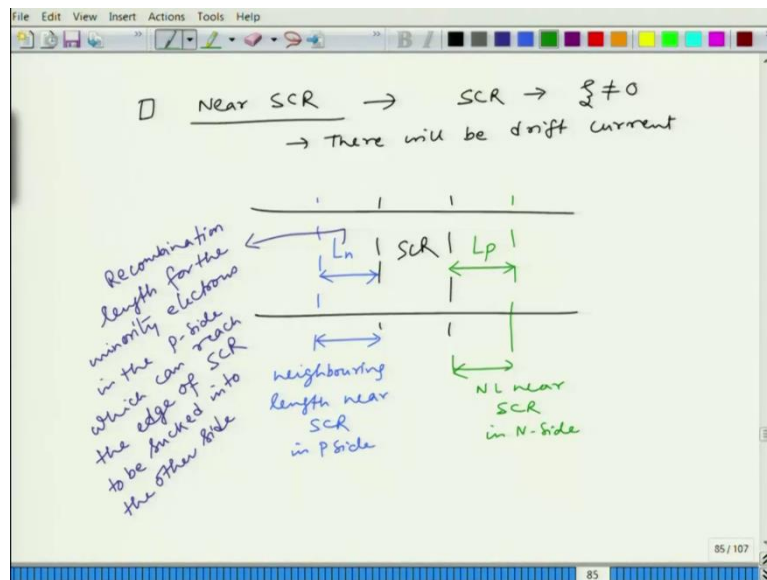 File Edit View Insert Actions Tools Help
B I
Near SCR → SCR → ξ ≠ 0
→ There will be drift current
Ln SCR Lp
Recombination
length for the
minority electrons
in the P-side
which can reach
the edge of SCR
to be sucked into
the other side
neighbouring
length near
SCR
in P side
NL near
SCR
in N-side
85 / 107
85